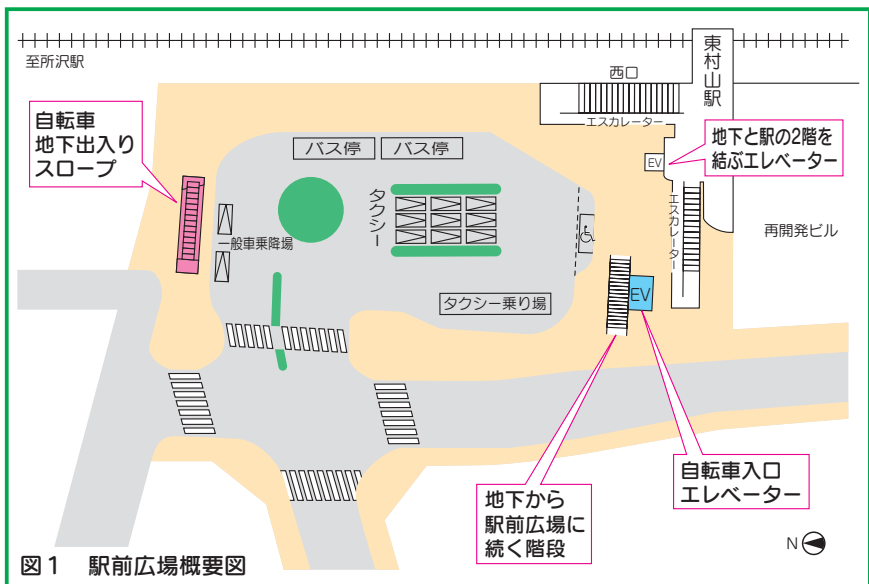 至所沢駅
東村山駅
西口
エスカレーター
自転車
地下出入り
スロープ
バス停
バス停
地下と駅の2階を
結ぶエレベーター
EV
タクシー
エスカレーター
再開発ビル
一般車乗降場
タクシー乗り場
EV
自転車入口
エレベーター
地下から
駅前広場に
続く階段
N
図1 駅前広場概要図